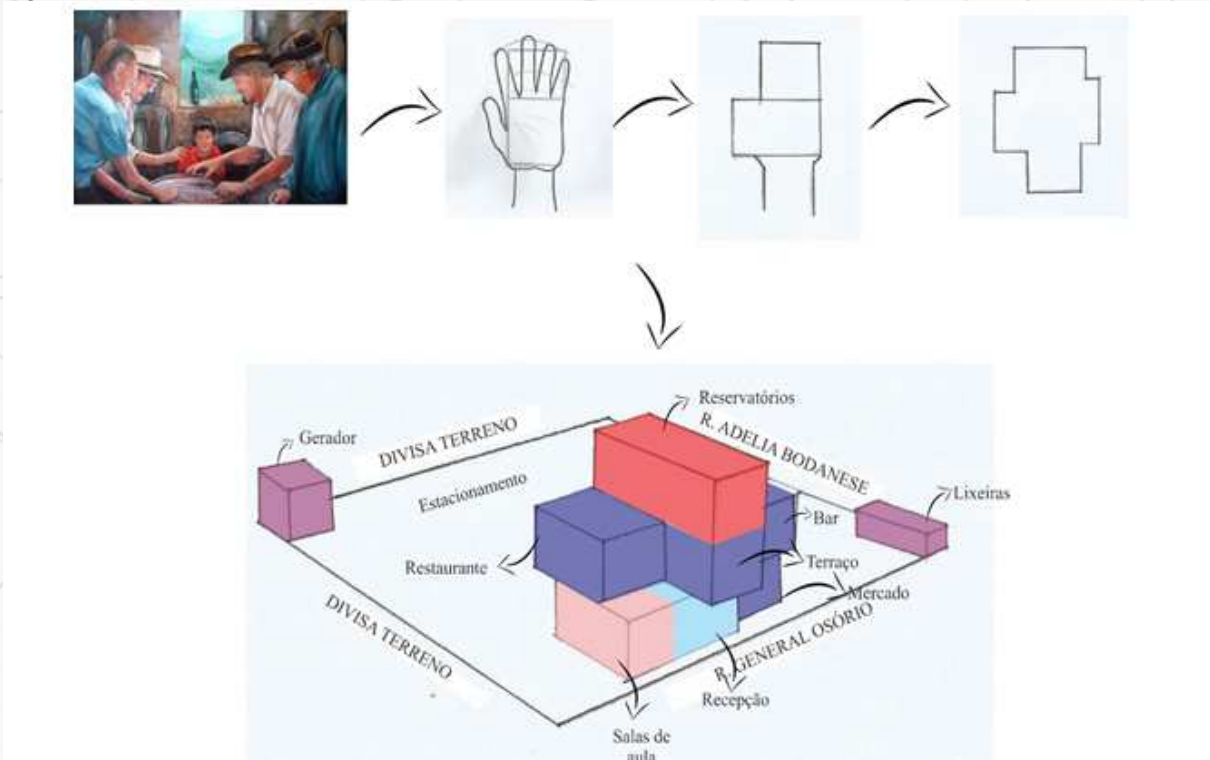 Reservatórios
R. ADELIA BODANESE
Gerador
DIVISA TERRENO
Estacionamento
Lixeiras
Bar
Restaurante
Terraço
Mercado
DIVISA TERRENO
R. GENERAL OSÓRIO
Recepção
Salas de
aula